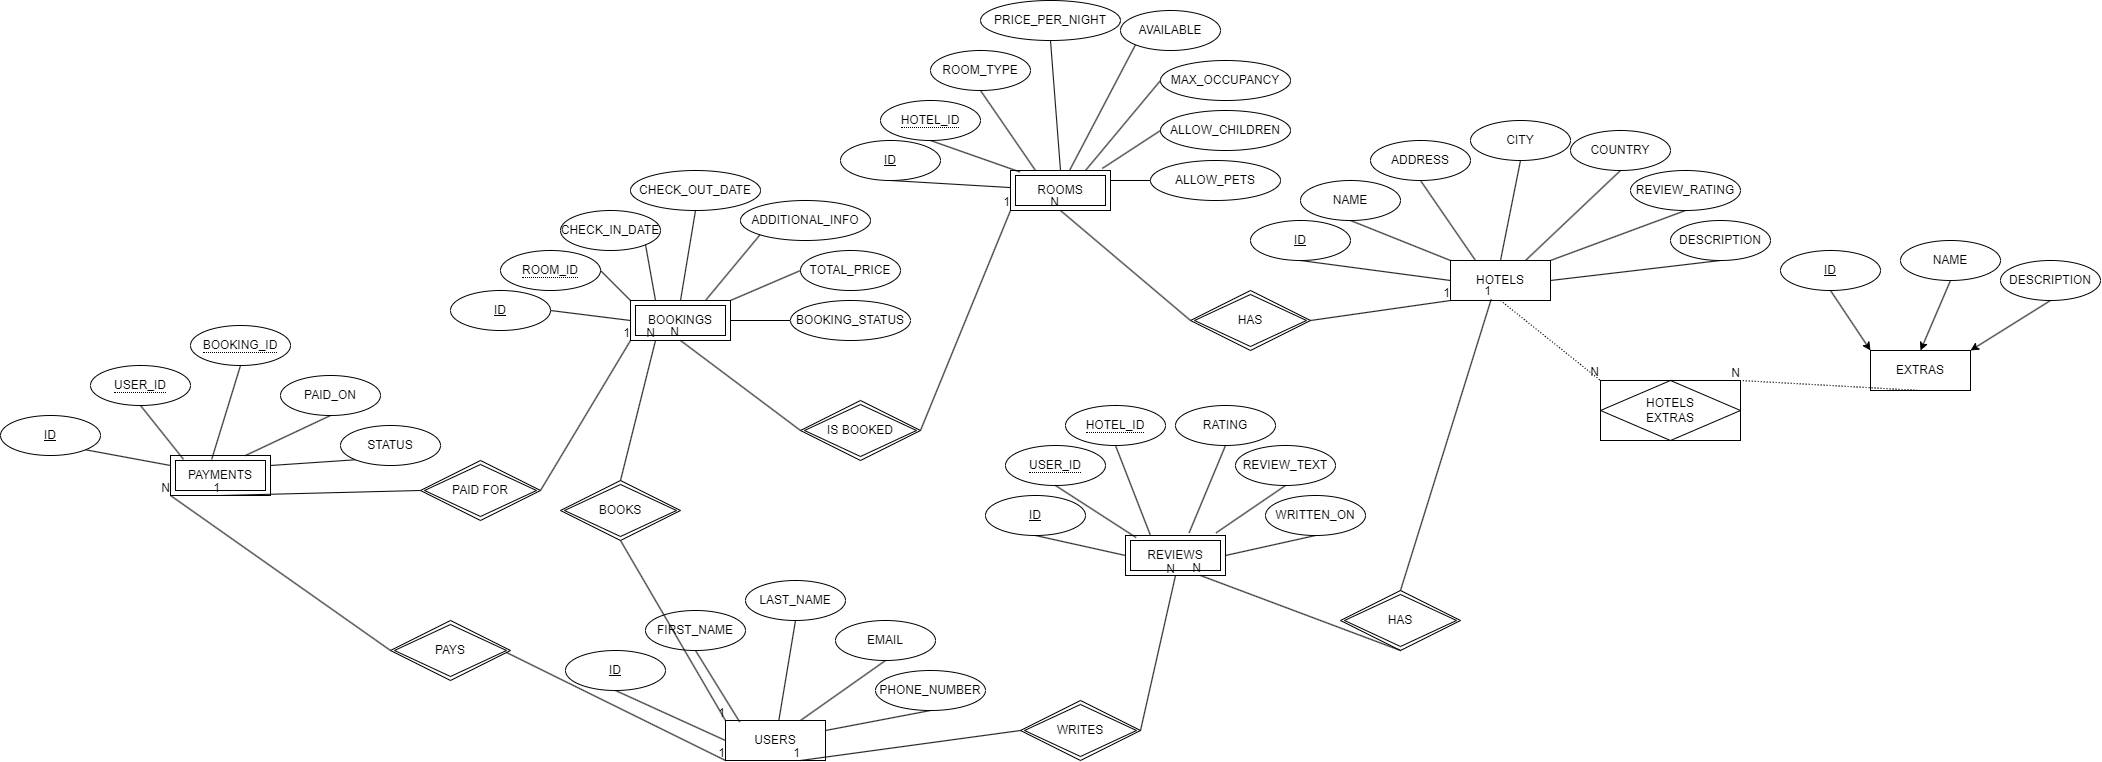 PRICE_PER_NIGHT
AVAILABLE
ROOM_TYPE
MAX_OCCUPANCY
HOTEL_ID
ALLOW_CHILDREN
ID
ALLOW_PETS
ROOMS
1
N
CITY
ADDRESS
COUNTRY
NAME
REVIEW_RATING
ID
DESCRIPTION
HOTELS
1
1
CHECK_OUT_DATE
CHECK_IN_DATE
ADDITIONAL_INFO
ROOM_ID
TOTAL_PRICE
ID
BOOKING_STATUS
BOOKINGS
1
N
N
HAS
ID
NAME
DESCRIPTION
EXTRAS
N
N
HOTELS
EXTRAS
BOOKING_ID
USER_ID
PAID_ON
ID
STATUS
PAYMENTS
N
1
PAID FOR
IS BOOKED
BOOKS
HOTEL_ID
RATING
USER_ID
REVIEW_TEXT
ID
WRITTEN_ON
REVIEWS
N
N
HAS
PAYS
LAST_NAME
FIRST_NAME
EMAIL
ID
PHONE_NUMBER
1
USERS
1
1
WRITES